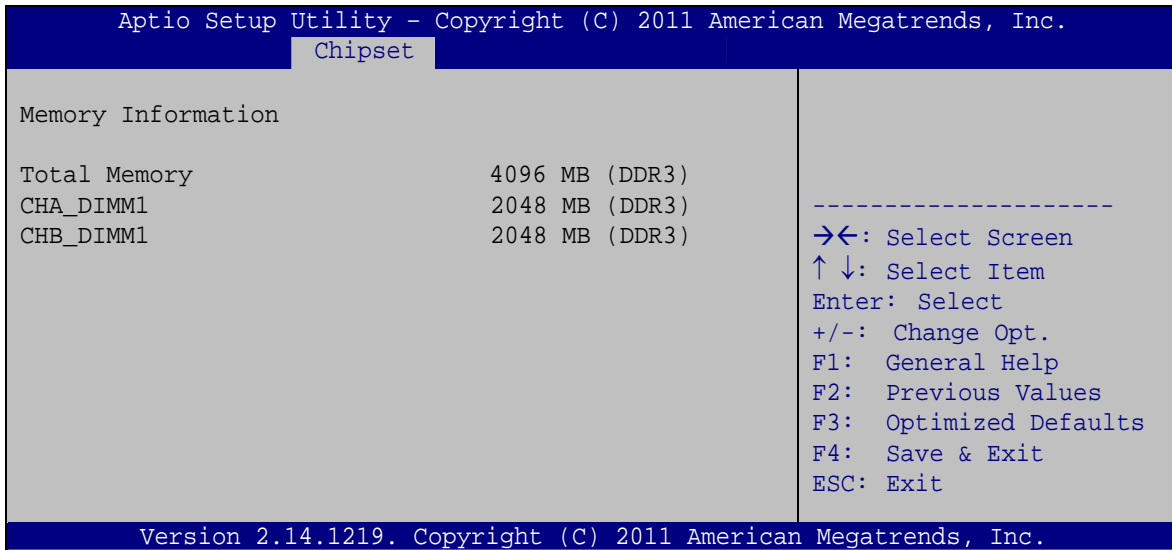 Aptio Setup Utility – Copyright (C) 2011 American Megatrends, Inc.
Chipset
Memory Information
Total Memory 4096 MB (DDR3)
CHA_DIMM1 2048 MB (DDR3)
CHB_DIMM1 2048 MB (DDR3)
---------------------
→←: Select Screen
↑ ↓: Select Item
Enter: Select
+/-: Change Opt.
F1: General Help
F2: Previous Values
F3: Optimized Defaults
F4: Save & Exit
ESC: Exit
Version 2.14.1219. Copyright (C) 2011 American Megatrends, Inc.